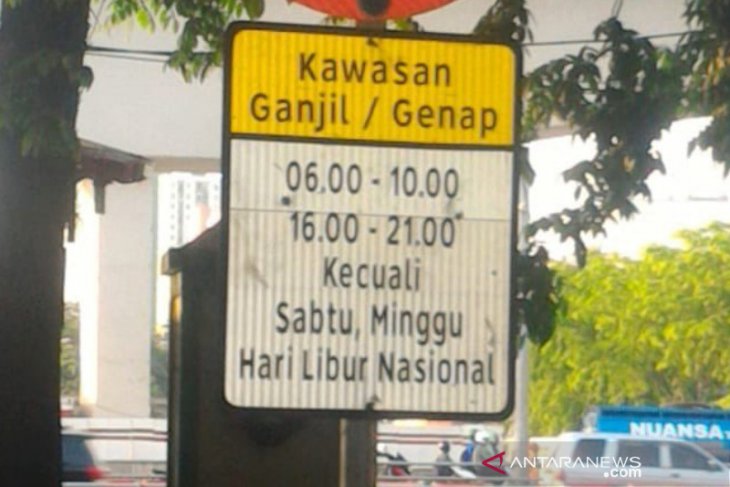 Kawasan
Ganjil / Genap
06.00 - 10.00
16.00 - 21.00
Kecuali
Sabtu, Minggu
Hari Libur Nasional
NUANSA
ANTARANEWS
.com